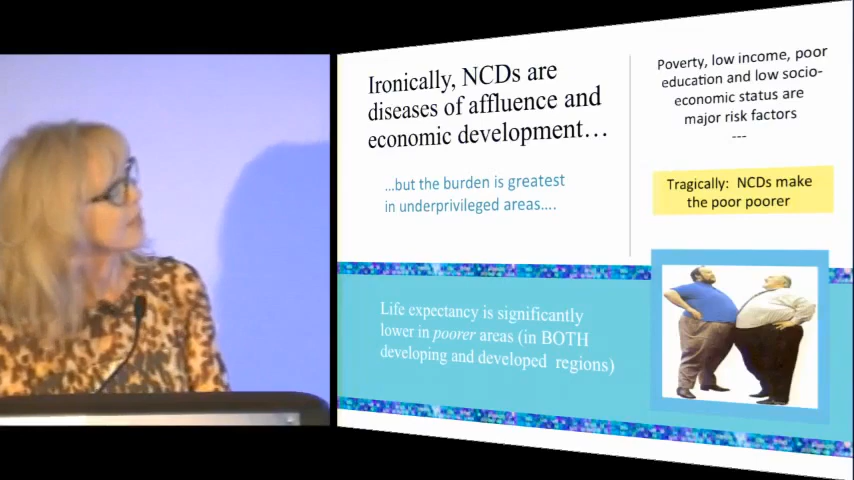 Ironically, NCDs are
diseases of affluence and
economic development...
...but the burden is greatest
in underprivileged areas....
Poverty, low income, poor
education and low socio-
economic status are
major risk factors
---
Tragically: NCDs make
the poor poorer
Life expectancy is significantly
lower in poorer areas (in BOTH
developing and developed regions)